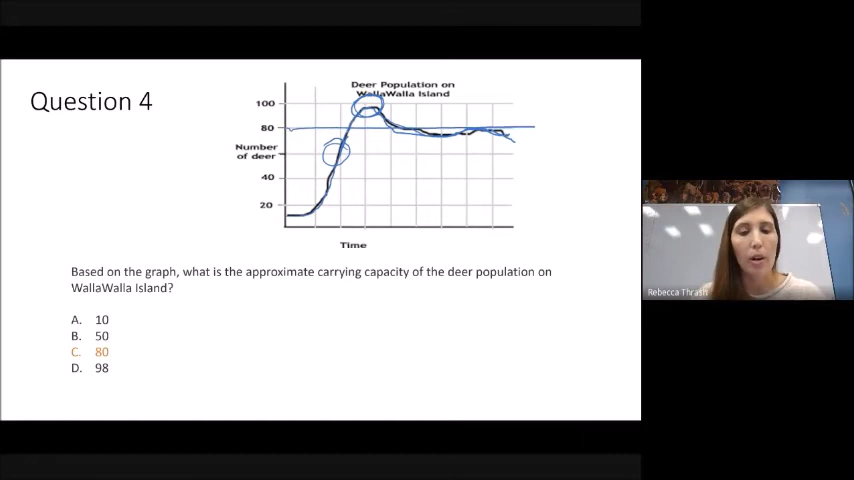 Question 4
Deer Population on
WallaWalla Island
100
80
Number
of deer
40
20
Time
Based on the graph, what is the approximate carrying capacity of the deer population on
WallaWalla Island?
A. 10
B. 50
C. 80
D. 98
Rebecca Thrash